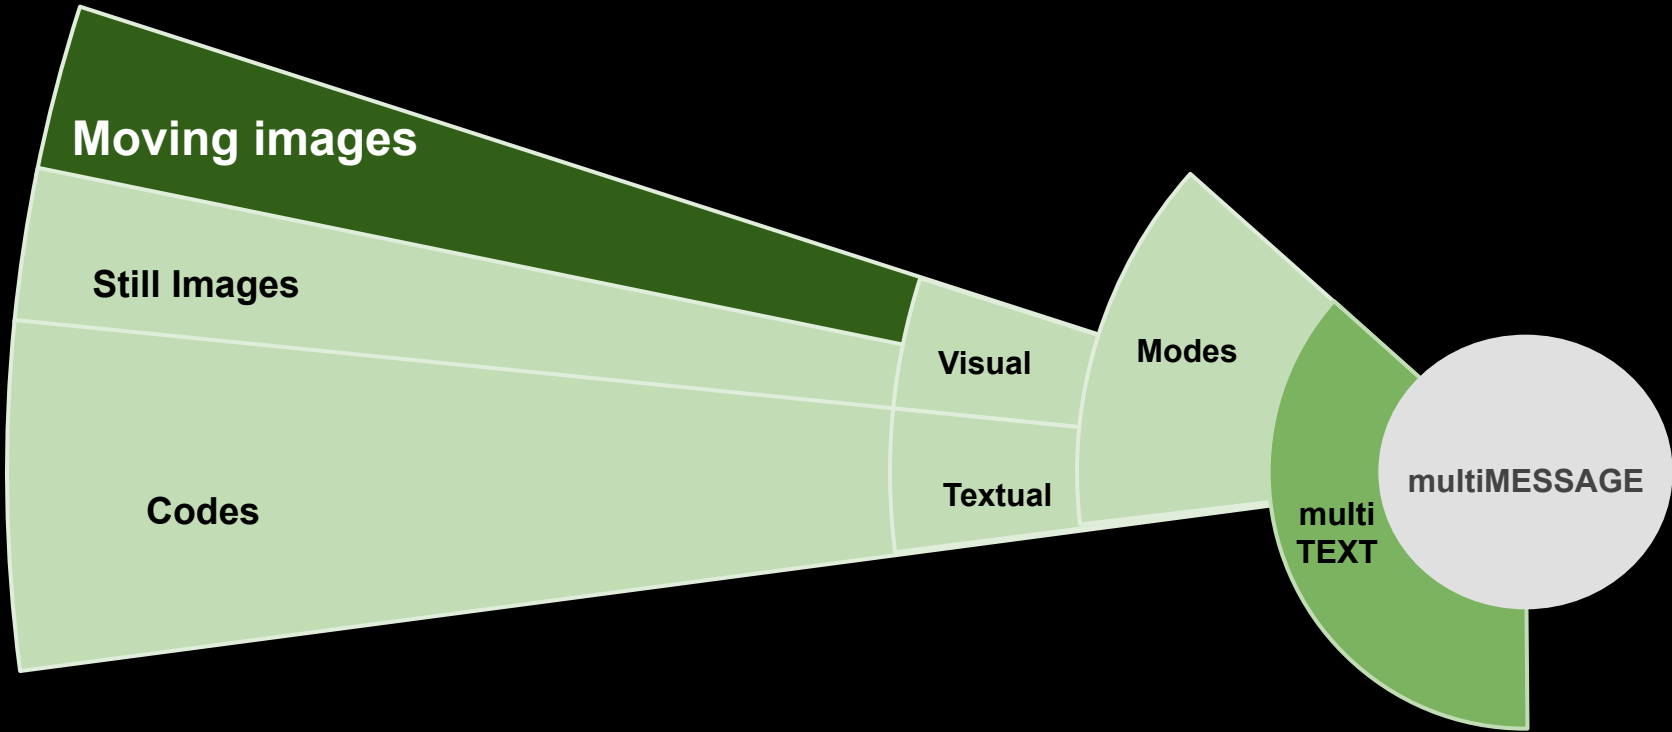 Moving images
Still Images
Codes
Visual
Textual
Modes
multi
TEXT
multiMESSAGE